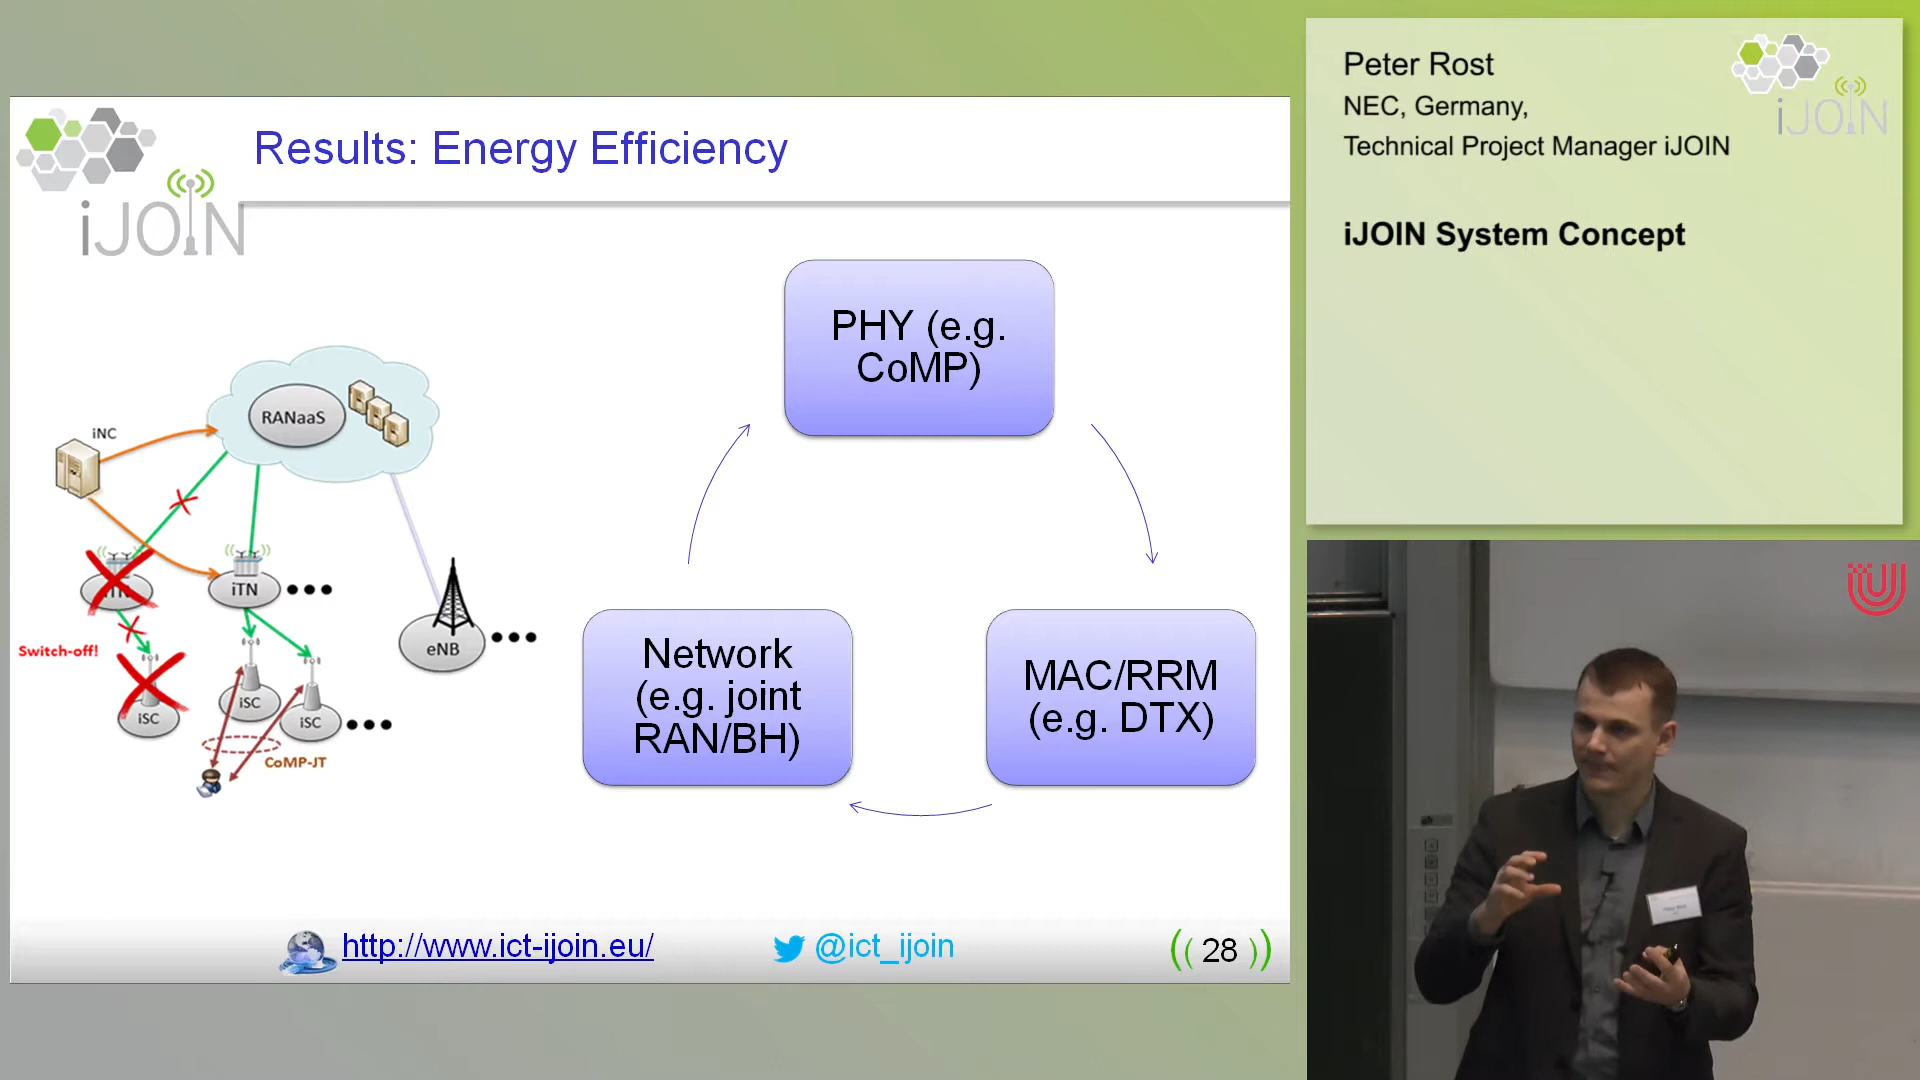 Results: Energy Efficiency
iJOIN
PHY (e.g.
CoMP)
MAC/RRM
(e.g. DTX)
Network
(e.g. joint
RAN/BH)
RANaaS
iNC
iTN
Switch-off!
eNB
iSC
iSC
iSC
CoMP-JT
http://www.ict-ijoin.eu/
@ict_ijoin
28
Peter Rost
NEC, Germany,
Technical Project Manager iJOIN
iJOIN
iJOIN System Concept